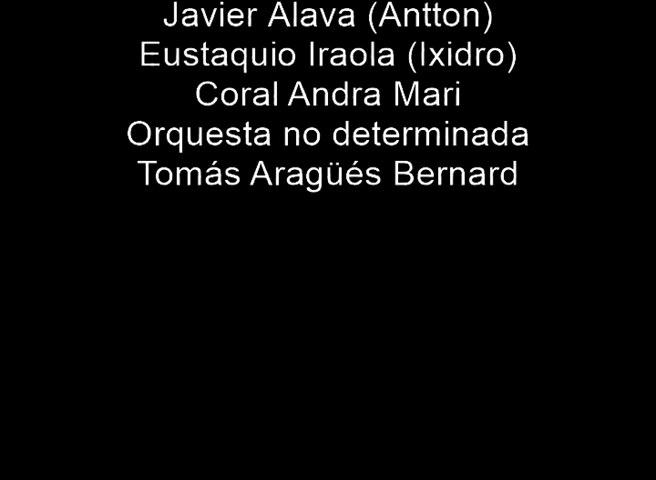 Javier Alava (Antton)
Eustaquio Iraola (Ixidro)
Coral Andra Mari
Orquesta no determinada
Tomás Aragüés Bernard